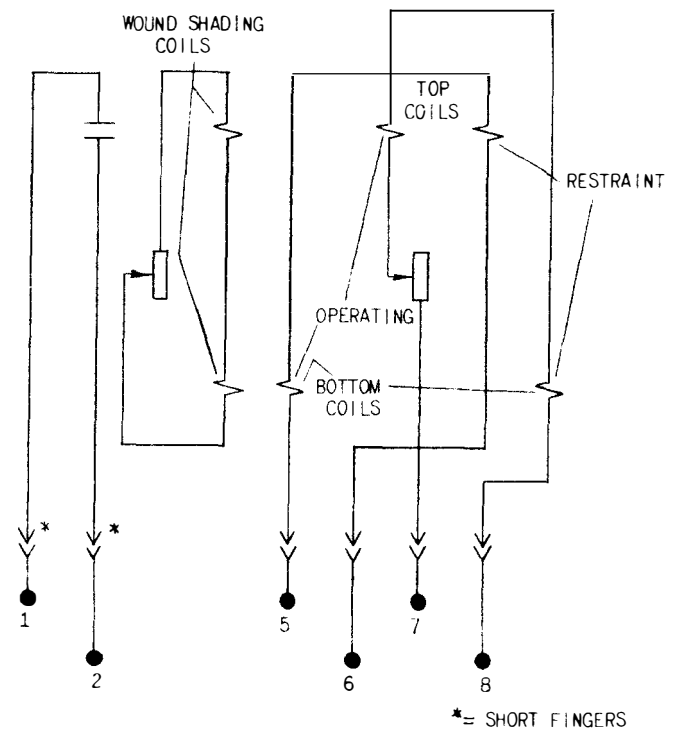 WOUND SHADING
COILS
TOP
COILS
RESTRAINT
OPERATING
BOTTOM
COILS
*
*
1
2
5
6
7
8
*= SHORT FINGERS